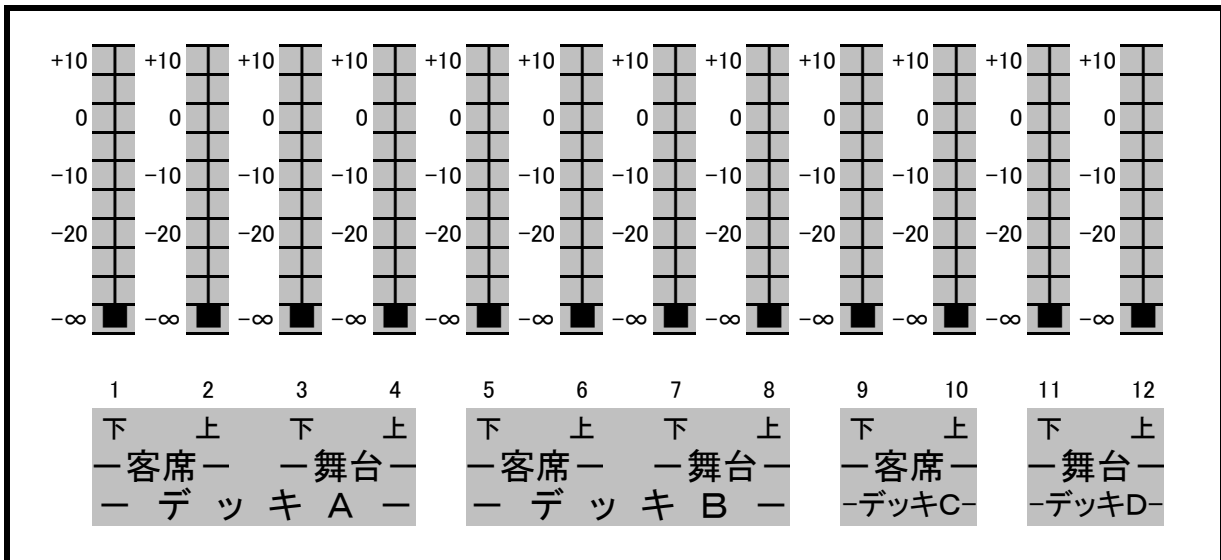 +10 +10 +10 +10 +10 +10 +10 +10 +10 +10 +10 +10
0 0 0 0 0 0 0 0 0 0 0 0
-10 -10 -10 -10 -10 -10 -10 -10 -10 -10 -10 -10
-20 -20 -20 -20 -20 -20 -20 -20 -20 -20 -20 -20
-∞ -∞ -∞ -∞ -∞ -∞ -∞ -∞ -∞ -∞ -∞ -∞
1 2 3 4 5 6 7 8 9 10 11 12
下 上 下 上 下 上 下 上 下 上 下 上
ー客席ー ー舞台ー ー客席ー ー舞台ー ー客席ー ー舞台ー
ー デ ッ キ A ー ー デ ッ キ B ー -デッキC- -デッキD-